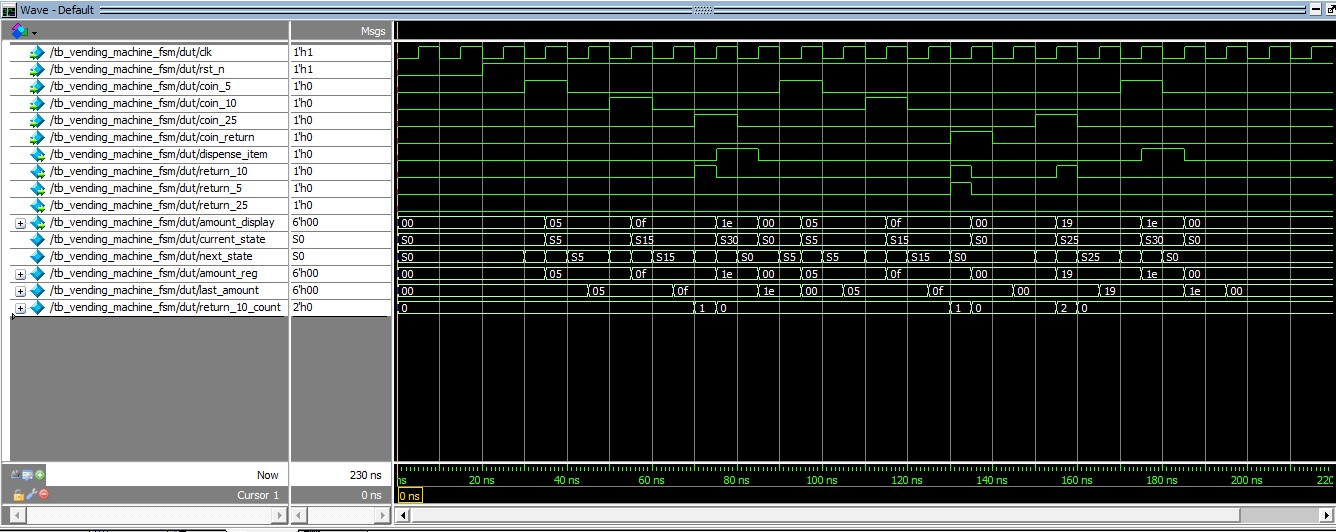 Wave - Default
Msgs
/tb_vending_machine_fsm/dut/clk 1'h1
/tb_vending_machine_fsm/dut/rst_n 1'h1
/tb_vending_machine_fsm/dut/coin_5 1'h0
/tb_vending_machine_fsm/dut/coin_10 1'h0
/tb_vending_machine_fsm/dut/coin_25 1'h0
/tb_vending_machine_fsm/dut/coin_return 1'h0
/tb_vending_machine_fsm/dut/dispense_item 1'h0
/tb_vending_machine_fsm/dut/return_10 1'h0
/tb_vending_machine_fsm/dut/return_5 1'h0
/tb_vending_machine_fsm/dut/return_25 1'h0
/tb_vending_machine_fsm/dut/amount_display 6'h00 00 05 0f 1e 00 05 0f 00 19 1e 00
/tb_vending_machine_fsm/dut/current_state S0 S0 S5 S15 S30 S0 S5 S15 S0 S25 S30 S0
/tb_vending_machine_fsm/dut/next_state S0 S0 S5 S15 S0 S5 S5 S15 S0 S25 S0
/tb_vending_machine_fsm/dut/amount_reg 6'h00 00 05 0f 1e 00 05 0f 00 19 1e 00
/tb_vending_machine_fsm/dut/last_amount 6'h00 00 05 0f 1e 00 05 0f 00 19 1e 00
/tb_vending_machine_fsm/dut/return_10_count 2'h0 0 1 0 1 0 2 0
Now 230 ns ns 20 ns 40 ns 60 ns 80 ns 100 ns 120 ns 140 ns 160 ns 180 ns 200 ns 220
Cursor 1 0 ns 0 ns